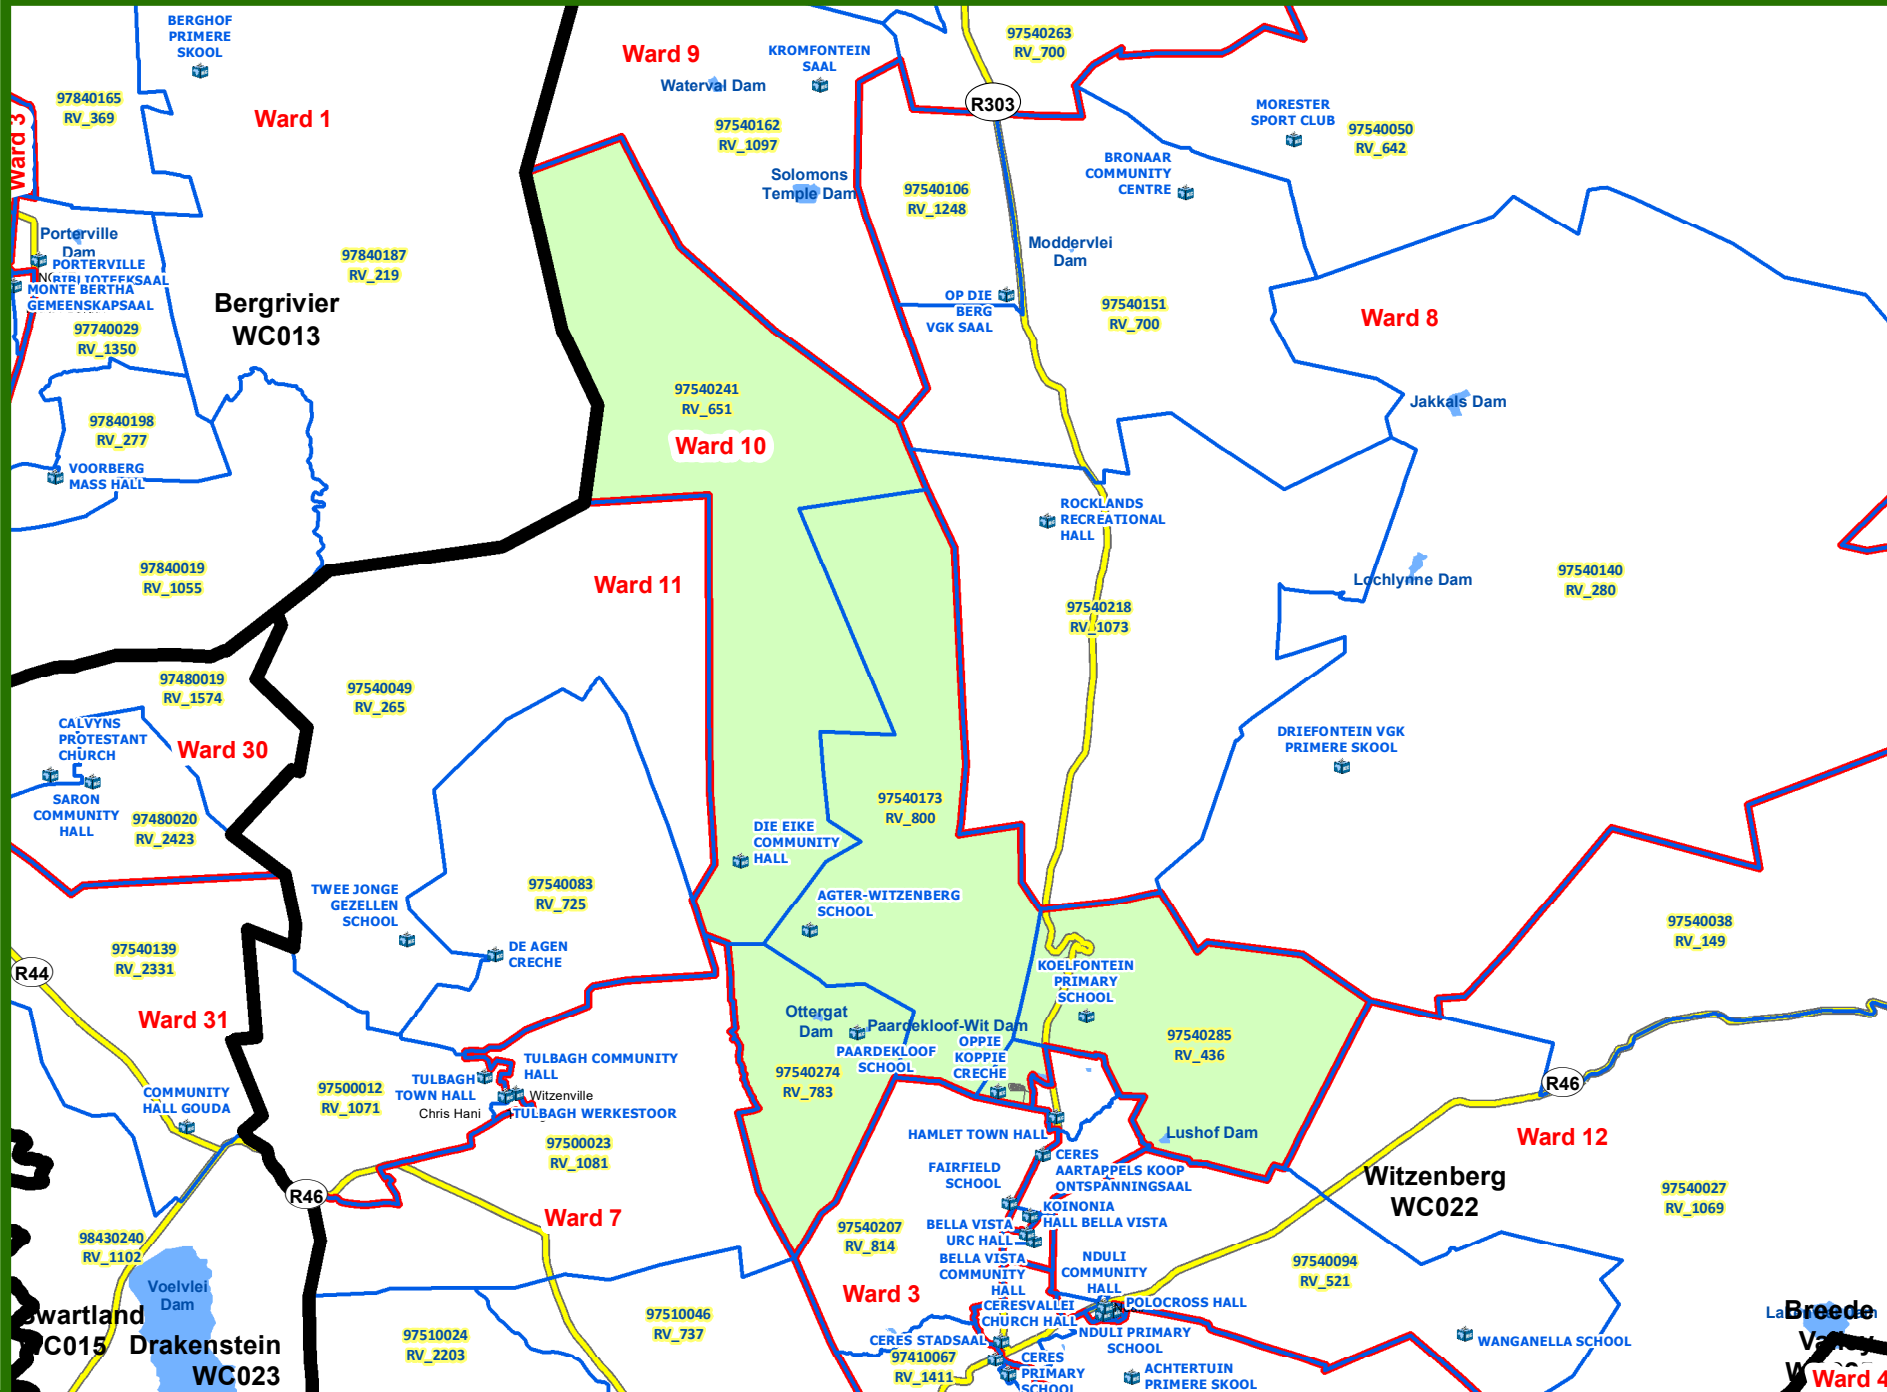 BERGHOF
PRIMERE
SKOOL
97840165
RV_369
Ward 1
Ward 3
Ward 9
Waterval Dam
KROMFONTEIN
SAAL
97540162
RV_1097
Solomons
Temple Dam
97540263
RV_700
R303
MORESTER
SPORT CLUB
97540050
RV_642
BRONAAR
COMMUNITY
CENTRE
97540106
RV_1248
Moddervlei
Dam
OP DIE
BERG
VGK SAAL
97540151
RV_700
Ward 8
Jakkals Dam
Porterville
Dam
PORTERVILLE
BIBLIOTEEKSAAL
MONTE BERTHA
GEMEENSKAPSAAL
97740029
RV_1350
97840187
RV_219
Bergrivier
WC013
97840198
RV_277
VOORBERG
MASS HALL
97540241
RV_651
Ward 10
ROCKLANDS
RECREATIONAL
HALL
97840019
RV_1055
Ward 11
Lochlynne Dam
97540140
RV_280
97540218
RV_1073
97480019
RV_1574
97540049
RV_265
CALVYNS
PROTESTANT
CHURCH
Ward 30
SARON
COMMUNITY
HALL
97480020
RV_2423
DRIEFONTEIN VGK
PRIMERE SKOOL
97540173
RV_800
DIE EIKE
COMMUNITY
HALL
AGTER-WITZENBERG
SCHOOL
TWEE JONGE
GEZELLEN
SCHOOL
97540083
RV_725
DE AGEN
CRECHE
97540139
RV_2331
R44
Ward 31
97540038
RV_149
KOELFONTEIN
PRIMARY
SCHOOL
Ottergat
Dam
Paardekloof-Wit Dam
PAARDEKLOOF
SCHOOL
OPPIE
KOPPIE
CRECHE
97540285
RV_436
97540274
RV_783
TULBAGH COMMUNITY
HALL
TULBAGH
TOWN HALL
Witzenville
Chris Hani
TULBAGH WERKESTOOR
97500012
RV_1071
COMMUNITY
HALL GOUDA
97500023
RV_1081
R46
R46
HAMLET TOWN HALL
Lushof Dam
Ward 12
CERES
AARTAPPELS KOOP
ONTSPANNINGSAAL
FAIRFIELD
SCHOOL
Witzenberg
WC022
97540027
RV_1069
KOINONIA
HALL BELLA VISTA
BELLA VISTA
URC HALL
BELLA VISTA
COMMUNITY
HALL
NDULI
COMMUNITY
HALL
97540207
RV_814
Ward 7
98430240
RV_1102
Voelvlei
Dam
97540094
RV_521
Ward 3
CERESVALLEI
CHURCH HALL
POLOCROSS HALL
NDULI PRIMARY
SCHOOL
CERES STADSAAL
97410067
RV_1411
CERES
PRIMARY
SCHOOL
ACHTERTUIN
PRIMERE SKOOL
WANGANELLA SCHOOL
97510046
RV_737
97510024
RV_2203
Swartland
WC015
Drakenstein
WC023
Breede
Valley
Ward 4